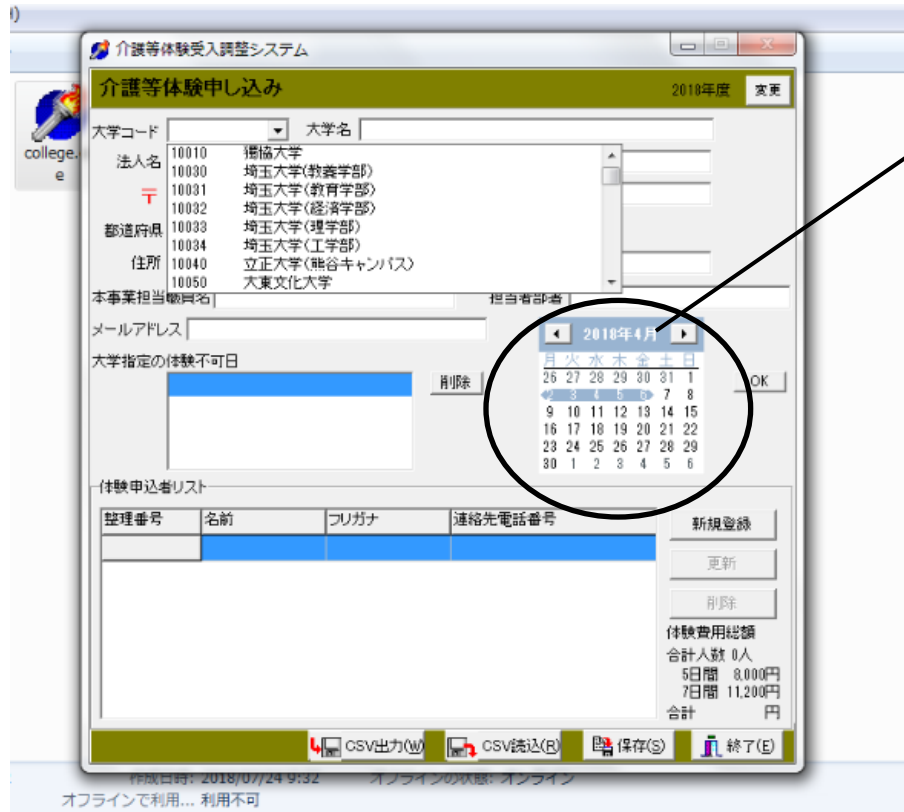 介護等体験受入調整システム
介護等体験申し込み 2018年度 変更
大学コード 大学名
college.
e
法人名
〒
都道府県
住所
10010 獨協大学
10030 埼玉大学(教養学部)
10031 埼玉大学(教育学部)
10032 埼玉大学(経済学部)
10033 埼玉大学(理学部)
10034 埼玉大学(工学部)
10040 立正大学(熊谷キャンパス)
10050 大東文化大学
本事業担当職員名 担当者部署
メールアドレス
大学指定の体験不可日
削除
2018年4月
月 火 水 木 金 土 日
26 27 28 29 30 31 1
2 3 4 5 6 7 8
9 10 11 12 13 14 15
16 17 18 19 20 21 22
23 24 25 26 27 28 29
30 1 2 3 4 5 6
OK
体験申込者リスト
整理番号 名前 フリガナ 連絡先電話番号
新規登録
更新
削除
体験費用総額
合計人数 0人
5日間 8,000円
7日間 11,200円
合計 円
CSV出力(W) CSV読込(R) 保存(S) 終了(E)
作成日時: 2018/07/24 9:32 オフラインの状態: オンライン
オフラインで利用... 利用不可